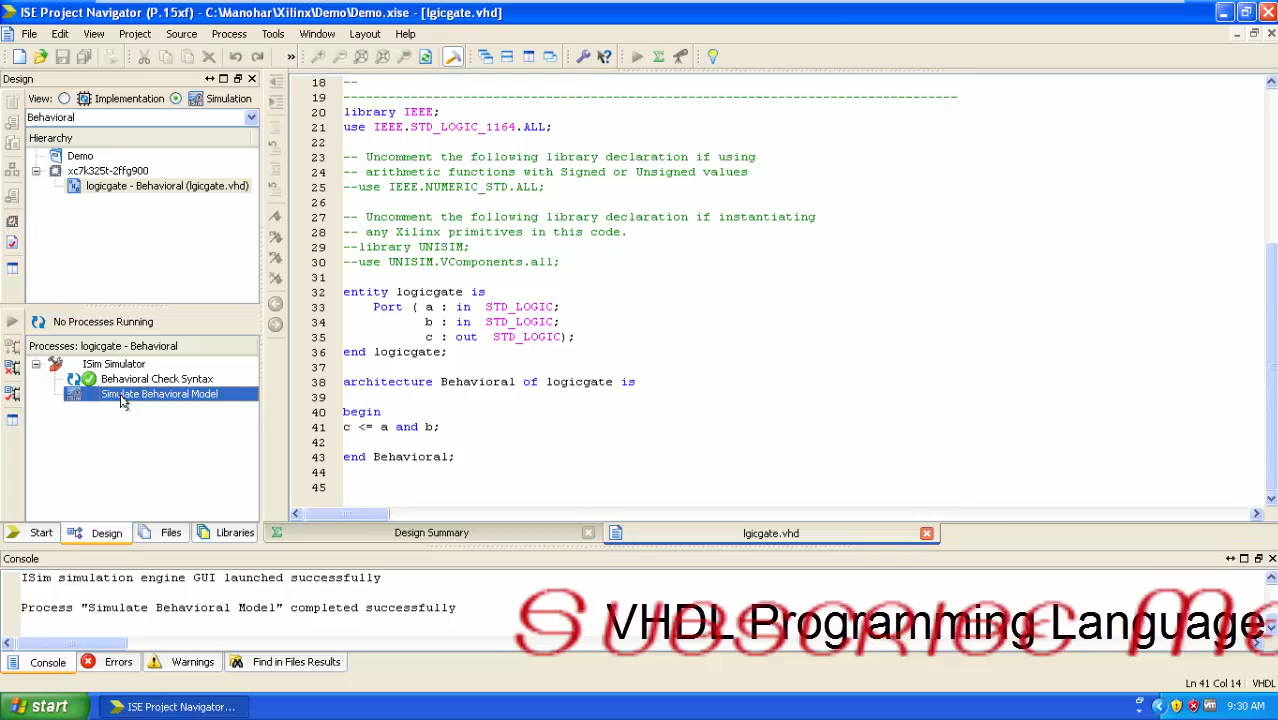 ISE Project Navigator (P.15xf) - C:\Manohar\Xilinx\Demo\Demo.xise - [lgicgate.vhd]
File Edit View Project Source Process Tools Window Layout Help
Design
View: Implementation Simulation
Behavioral
Hierarchy
Demo
xc7k325t-2ffg900
logicgate - Behavioral (lgicgate.vhd)
No Processes Running
Processes: logicgate - Behavioral
ISim Simulator
Behavioral Check Syntax
Simulate Behavioral Model
Start Design Files Libraries
18 --
19 ----------------------------------------------------------------------------------
20 library IEEE;
21 use IEEE.STD_LOGIC_1164.ALL;
22
23 -- Uncomment the following library declaration if using
24 -- arithmetic functions with Signed or Unsigned values
25 --use IEEE.NUMERIC_STD.ALL;
26
27 -- Uncomment the following library declaration if instantiating
28 -- any Xilinx primitives in this code.
29 --library UNISIM;
30 --use UNISIM.VComponents.all;
31
32 entity logicgate is
33 Port ( a : in STD_LOGIC;
34 b : in STD_LOGIC;
35 c : out STD_LOGIC);
36 end logicgate;
37
38 architecture Behavioral of logicgate is
39
40 begin
41 c <= a and b;
42
43 end Behavioral;
44
45
Design Summary
lgicgate.vhd
Console
ISim simulation engine GUI launched successfully
Process "Simulate Behavioral Model" completed successfully
VHDL Programming Language
Console Errors Warnings Find in Files Results
Ln 41 Col 14 VHDL
start
ISE Project Navigator...
9:30 AM